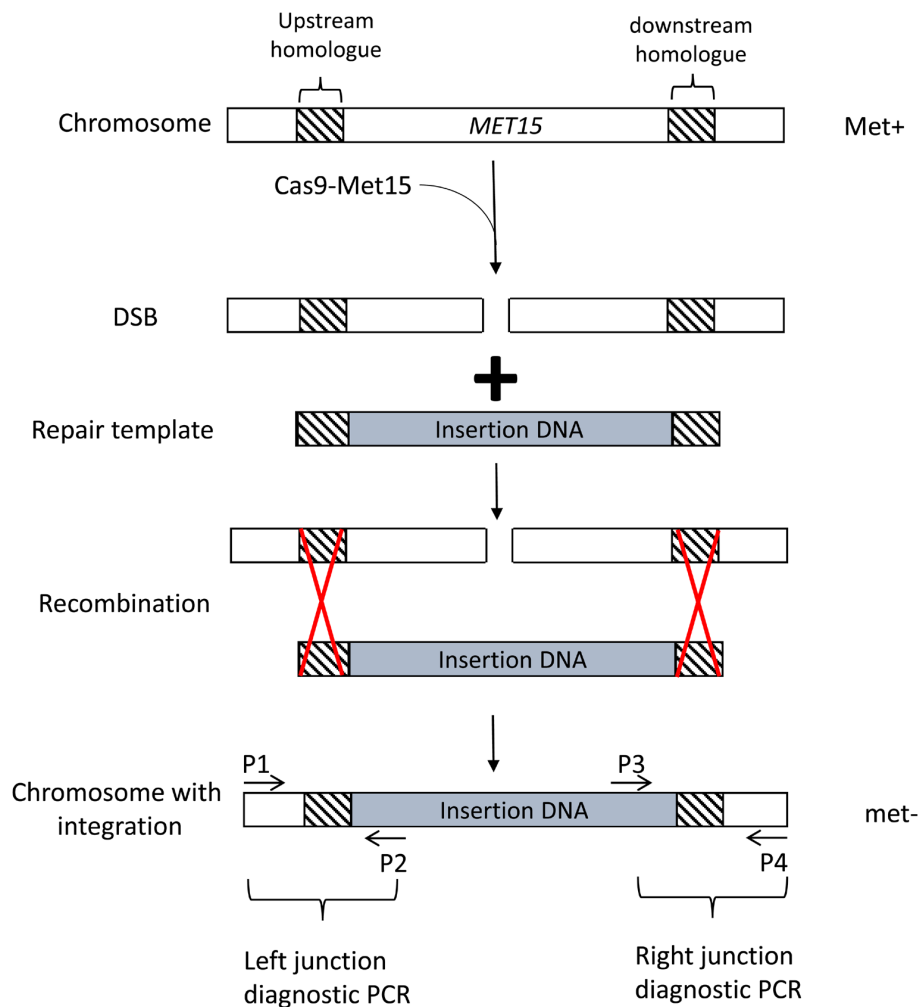 Upstream
homologue
downstream
homologue
Chromosome
MET15
Met+
Cas9-Met15
DSB
Repair template
Insertion DNA
Recombination
Insertion DNA
P1
P3
Chromosome with
integration
Insertion DNA
met-
P2
P4
Left junction
diagnostic PCR
Right junction
diagnostic PCR